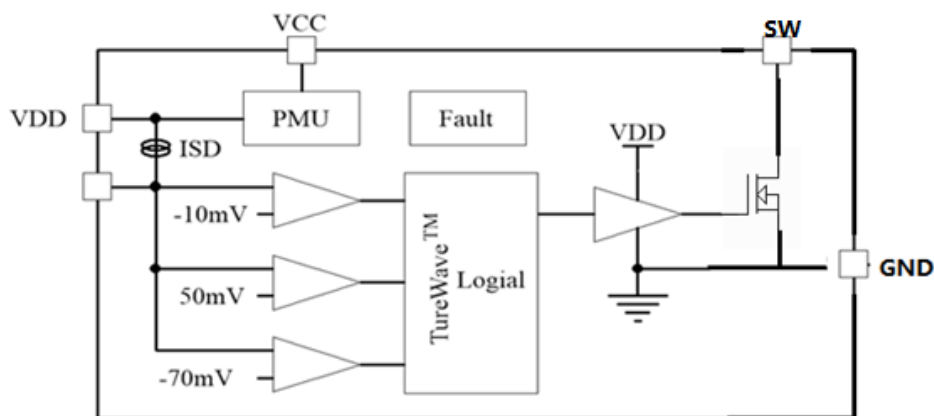 VCC
SW
VDD
PMU
Fault
ISD
VDD
-10mV
TureWave™
Logial
50mV
GND
-70mV